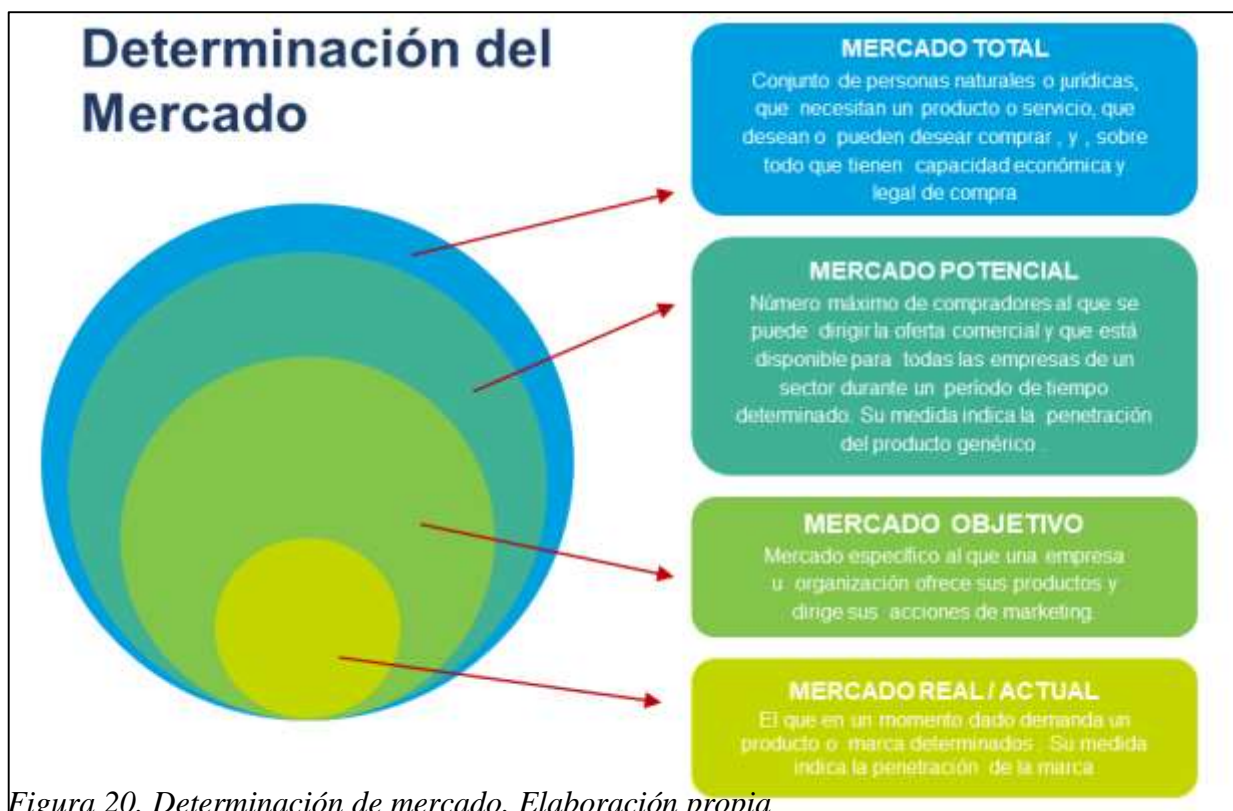 Determinación del
Mercado
MERCADO TOTAL
Conjunto de personas naturales o jurídicas,
que necesitan un producto o servicio, que
desean o pueden desear comprar , y , sobre
todo que tienen capacidad económica y
legal de compra
MERCADO POTENCIAL
Número máximo de compradores al que se
puede dirigir la oferta comercial y que está
disponible para todas las empresas de un
sector durante un período de tiempo
determinado. Su medida indica la penetración
del producto genérico .
MERCADO OBJETIVO
Mercado específico al que una empresa
u organización ofrece sus productos y
dirige sus acciones de marketing.
MERCADO REAL / ACTUAL
El que en un momento dado demanda un
producto o marca determinados . Su medida
indica la penetración de la marca
Figura 20. Determinación de mercado. Elaboración propia